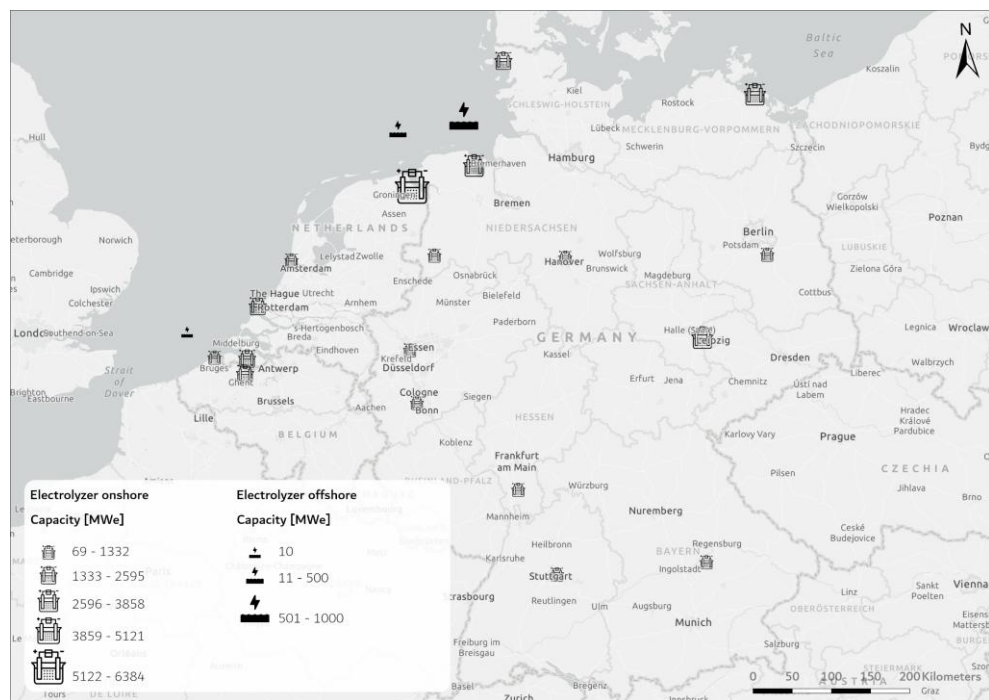 Baltic
Sea
N
Koszalin
Kiel
SCHLESWIG-HOLSTEIN
Rostock
Lübeck
MECKLENBURG-VORPOMMERN
ZACHODNIOPOMORSKIE
Hull
Schwerin
Szczecin
Hamburg
Groningen
Assen
Bremen
Gorzów
Wielkopolski
Poznan
NETHERLANDS
NIEDERSACHSEN
Norwich
Berlin
Potsdam
LUBUSKIE
Lelystad
Zwolle
Amsterdam
Hanover
Wolfsburg
Brunswick
Cambridge
Enschede
Osnabrück
Magdeburg
SACHSEN-ANHALT
Zielona Góra
Ipswich
Colchester
The Hague
Utrecht
Arnhem
Münster
Bielefeld
Cottbus
Rotterdam
Paderborn
's-Hertogenbosch
Breda
Southend-on-Sea
Middelburg
Eindhoven
Essen
Krefeld
Düsseldorf
GERMANY
Kassel
Halle (Saale)
Leipzig
Legnica
Wroclaw
Dresden
Strait
of
Dover
Bruges
Antwerp
Ghent
Brighton
Eastbourne
Brussels
Aachen
Cologne
Bonn
Siegen
Erfurt
Jena
Chemnitz
Ústí nad
Labem
Liberec
Walbrzych
Lille
BELGIUM
HESSEN
Koblenz
Karlovy Vary
Prague
Hradec
Králové
Pardubice
Frankfurt
am Main
Würzburg
Pilsen
CZECHIA
Jihlava
Brno
Mannheim
Nuremberg
České
Budejovice
Heilbronn
Karlsruhe
BAYERN
Regensburg
Ingolstadt
Stuttgart
Reutlingen
Ulm
Augsburg
Munich
Linz
Sankt
Poelten
Vienna
OBERÖSTERREICH
Salzburg
Freiburg im
Breisgau
Basel
Zurich
Bregenz
Innsbruck
AUSTRIA
STEIERMARK
Graz
Tours
Electrolyzer onshore
Capacity [MWe]
69 - 1332
1333 - 2595
2596 - 3858
3859 - 5121
5122 - 6384
Electrolyzer offshore
Capacity [MWe]
10
11 - 500
501 - 1000
0 50 100 150 200 Kilometers